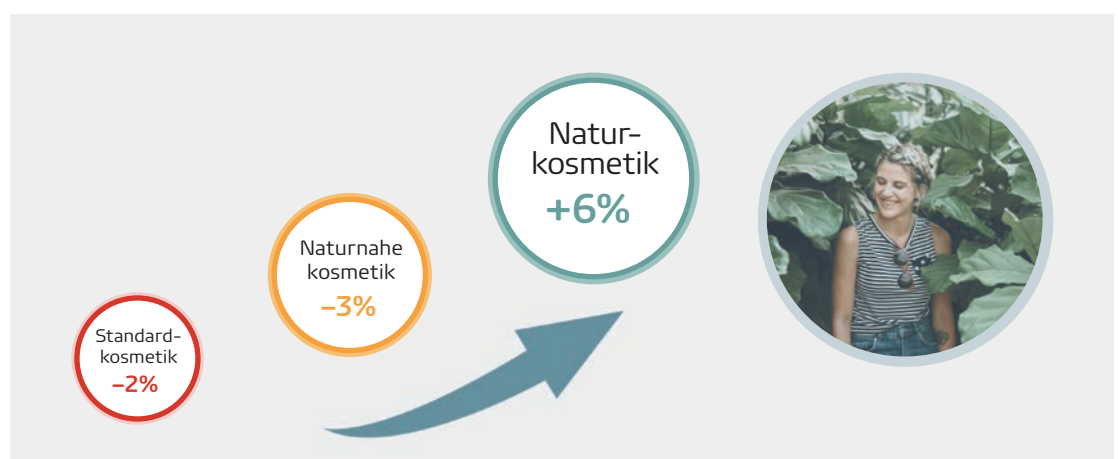 Natur-
kosmetik
+6%
Naturnahe
kosmetik
–3%
Standard-
kosmetik
–2%